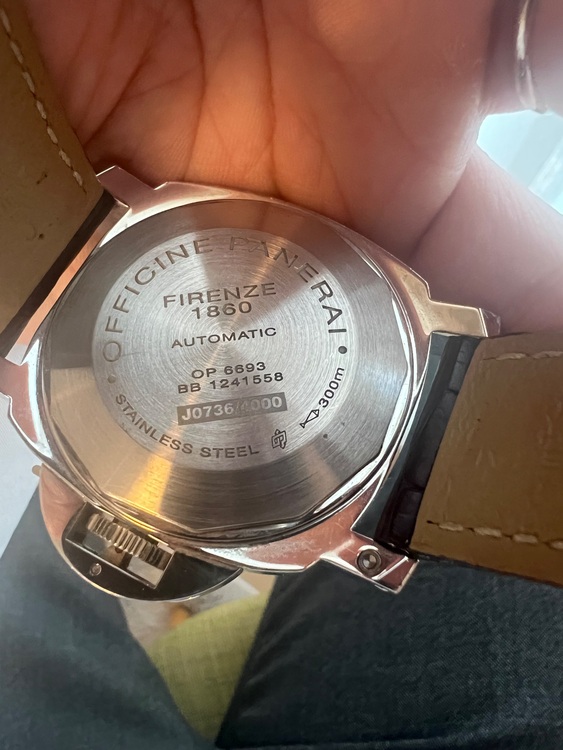 OFFICINE PANERAI
FIRENZE
1860
AUTOMATIC
OP 6693
BB 1241558
J0736/4000
300m
STAINLESS STEEL